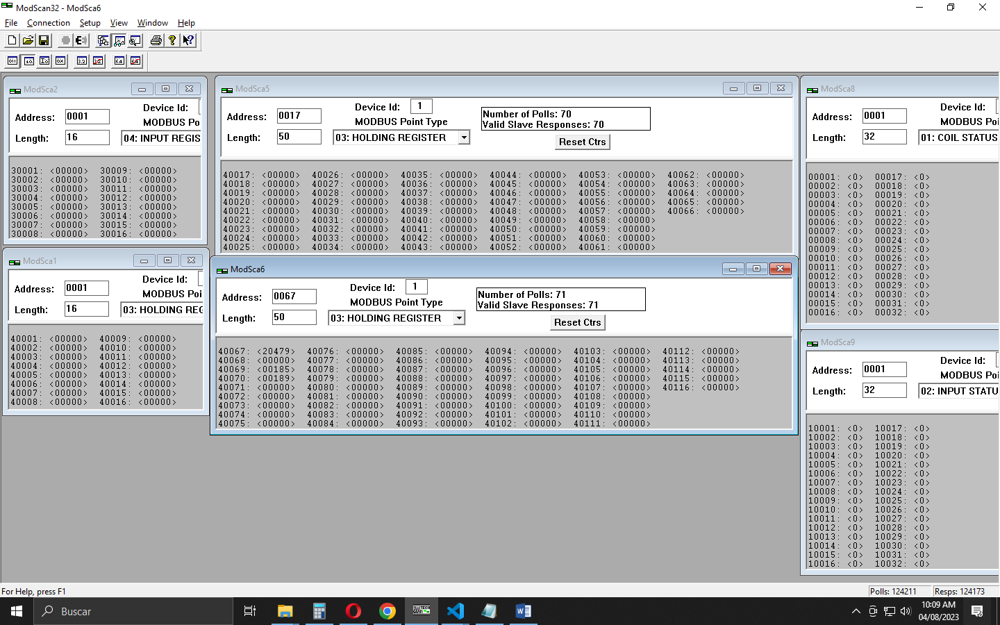 ModScan32 - ModSca6
File Connection Setup View Window Help
ModSca2
Address: 0001
Device Id:
MODBUS Po
Length: 16
04: INPUT REGIS
30001: <00000> 30009: <00000>
30002: <00000> 30010: <00000>
30003: <00000> 30011: <00000>
30004: <00000> 30012: <00000>
30005: <00000> 30013: <00000>
30006: <00000> 30014: <00000>
30007: <00000> 30015: <00000>
30008: <00000> 30016: <00000>
ModSca1
Address: 0001
Device Id:
MODBUS Poi
Length: 16
03: HOLDING REG
40001: <00000> 40009: <00000>
40002: <00000> 40010: <00000>
40003: <00000> 40011: <00000>
40004: <00000> 40012: <00000>
40005: <00000> 40013: <00000>
40006: <00000> 40014: <00000>
40007: <00000> 40015: <00000>
40008: <00000> 40016: <00000>
ModSca5
Address: 0017
Device Id: 1
MODBUS Point Type
Length: 50
03: HOLDING REGISTER
Number of Polls: 70
Valid Slave Responses: 70
Reset Ctrs
40017: <00000> 40026: <00000> 40035: <00000> 40044: <00000> 40053: <00000> 40062: <00000>
40018: <00000> 40027: <00000> 40036: <00000> 40045: <00000> 40054: <00000> 40063: <00000>
40019: <00000> 40028: <00000> 40037: <00000> 40046: <00000> 40055: <00000> 40064: <00000>
40020: <00000> 40029: <00000> 40038: <00000> 40047: <00000> 40056: <00000> 40065: <00000>
40021: <00000> 40030: <00000> 40039: <00000> 40048: <00000> 40057: <00000> 40066: <00000>
40022: <00000> 40031: <00000> 40040: <00000> 40049: <00000> 40058: <00000>
40023: <00000> 40032: <00000> 40041: <00000> 40050: <00000> 40059: <00000>
40024: <00000> 40033: <00000> 40042: <00000> 40051: <00000> 40060: <00000>
40025: <00000> 40034: <00000> 40043: <00000> 40052: <00000> 40061: <00000>
ModSca6
Address: 0067
Device Id: 1
MODBUS Point Type
Length: 50
03: HOLDING REGISTER
Number of Polls: 71
Valid Slave Responses: 71
Reset Ctrs
40067: <20479> 40076: <00000> 40085: <00000> 40094: <00000> 40103: <00000> 40112: <00000>
40068: <00000> 40077: <00000> 40086: <00000> 40095: <00000> 40104: <00000> 40113: <00000>
40069: <00185> 40078: <00000> 40087: <00000> 40096: <00000> 40105: <00000> 40114: <00000>
40070: <00189> 40079: <00000> 40088: <00000> 40097: <00000> 40106: <00000> 40115: <00000>
40071: <00000> 40080: <00000> 40089: <00000> 40098: <00000> 40107: <00000> 40116: <00000>
40072: <00000> 40081: <00000> 40090: <00000> 40099: <00000> 40108: <00000>
40073: <00000> 40082: <00000> 40091: <00000> 40100: <00000> 40109: <00000>
40074: <00000> 40083: <00000> 40092: <00000> 40101: <00000> 40110: <00000>
40075: <00000> 40084: <00000> 40093: <00000> 40102: <00000> 40111: <00000>
ModSca8
Address: 0001
Device Id:
MODBUS Poi
Length: 32
01: COIL STATUS
00001: <0> 00017: <0>
00002: <0> 00018: <0>
00003: <0> 00019: <0>
00004: <0> 00020: <0>
00005: <0> 00021: <0>
00006: <0> 00022: <0>
00007: <0> 00023: <0>
00008: <0> 00024: <0>
00009: <0> 00025: <0>
00010: <0> 00026: <0>
00011: <0> 00027: <0>
00012: <0> 00028: <0>
00013: <0> 00029: <0>
00014: <0> 00030: <0>
00015: <0> 00031: <0>
00016: <0> 00032: <0>
ModSca9
Address: 0001
Device Id:
MODBUS Poi
Length: 32
02: INPUT STATU
10001: <0> 10017: <0>
10002: <0> 10018: <0>
10003: <0> 10019: <0>
10004: <0> 10020: <0>
10005: <0> 10021: <0>
10006: <0> 10022: <0>
10007: <0> 10023: <0>
10008: <0> 10024: <0>
10009: <0> 10025: <0>
10010: <0> 10026: <0>
10011: <0> 10027: <0>
10012: <0> 10028: <0>
10013: <0> 10029: <0>
10014: <0> 10030: <0>
10015: <0> 10031: <0>
10016: <0> 10032: <0>
For Help, press F1
Polls: 124211
Resps: 124173
Buscar
10:09 AM
04/08/2023